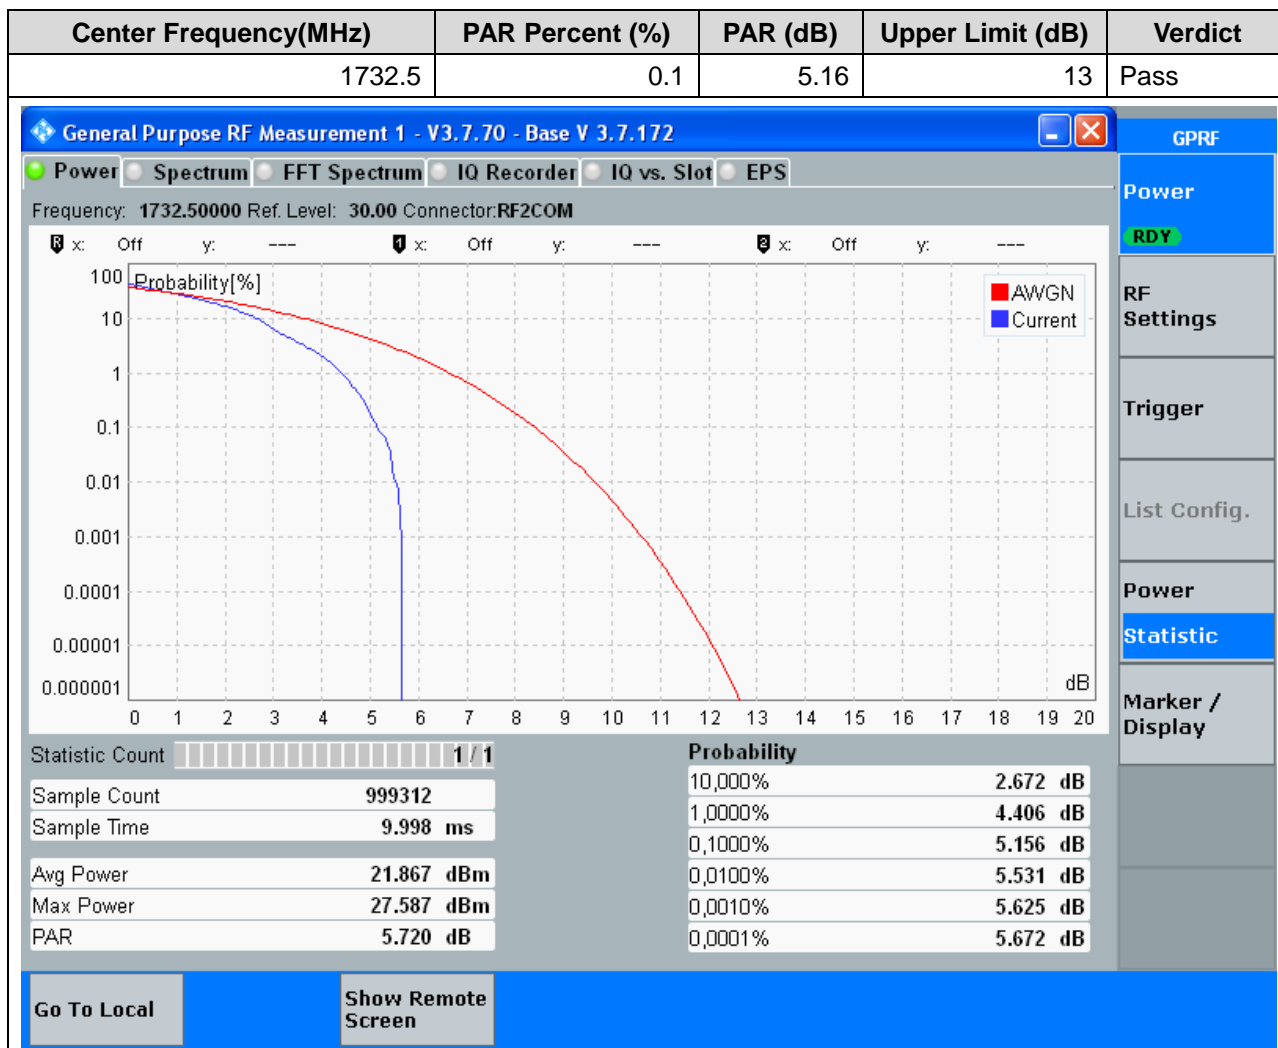 Center Frequency(MHz) PAR Percent (%) PAR (dB) Upper Limit (dB) Verdict
1732.5 0.1 5.16 13 Pass
General Purpose RF Measurement 1 - V3.7.70 - Base V 3.7.172
GPRF
Power Spectrum FFT Spectrum IQ Recorder IQ vs. Slot EPS
Frequency: 1732.50000 Ref. Level: 30.00 Connector:RF2COM
R x: Off y: --- 1 x: Off y: --- 2 x: Off y: ---
Probability[%]
100
10
1
0.1
0.01
0.001
0.0001
0.00001
0.000001
AWGN
Current
dB
0 1 2 3 4 5 6 7 8 9 10 11 12 13 14 15 16 17 18 19 20
Statistic Count 1 / 1
Sample Count 999312
Sample Time 9.998 ms
Avg Power 21.867 dBm
Max Power 27.587 dBm
PAR 5.720 dB
Probability
10,000% 2.672 dB
1,0000% 4.406 dB
0,1000% 5.156 dB
0,0100% 5.531 dB
0,0010% 5.625 dB
0,0001% 5.672 dB
Power
RDY
RF
Settings
Trigger
List Config.
Power
Statistic
Marker /
Display
Go To Local
Show Remote
Screen